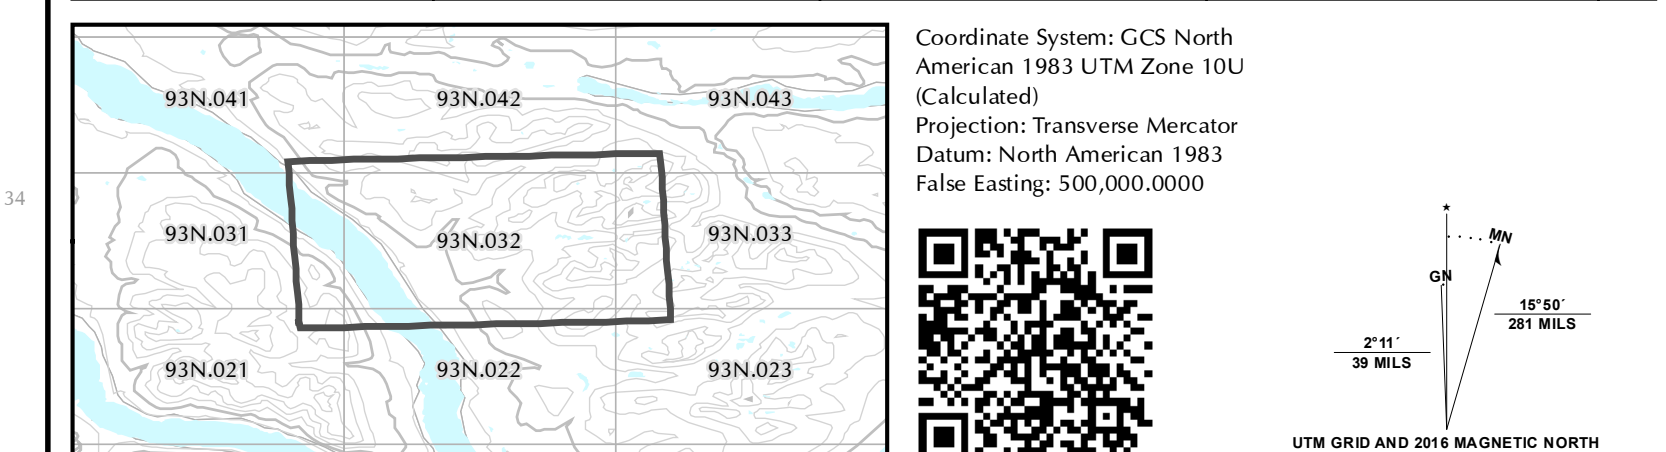 34
93N.041
93N.042
93N.043
93N.031
93N.032
93N.033
93N.021
93N.022
93N.023
Coordinate System: GCS North
American 1983 UTM Zone 10U
(Calculated)
Projection: Transverse Mercator
Datum: North American 1983
False Easting: 500,000.0000
MN
GN
15°50´
281 MILS
2°11´
39 MILS
UTM GRID AND 2016 MAGNETIC NORTH